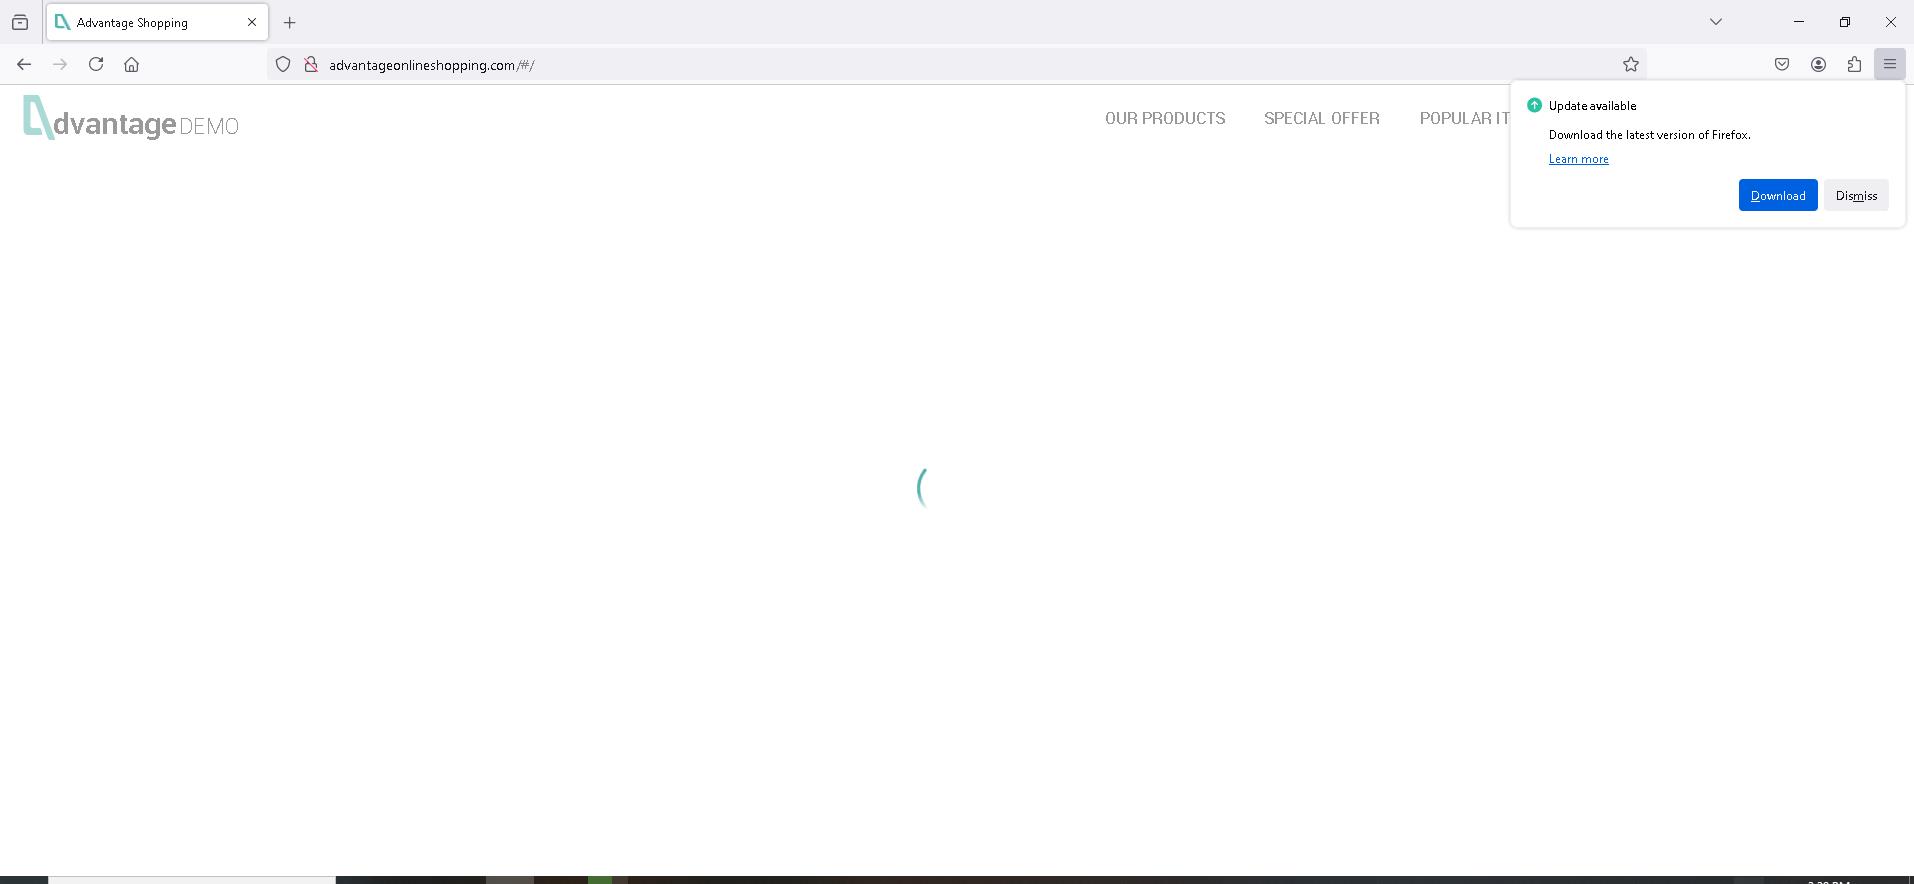 Advantage Shopping
advantageonlineshopping.com/#/
Advantage DEMO
OUR PRODUCTS
SPECIAL OFFER
POPULAR IT
Update available
Download the latest version of Firefox.
Learn more
Download
Dismiss